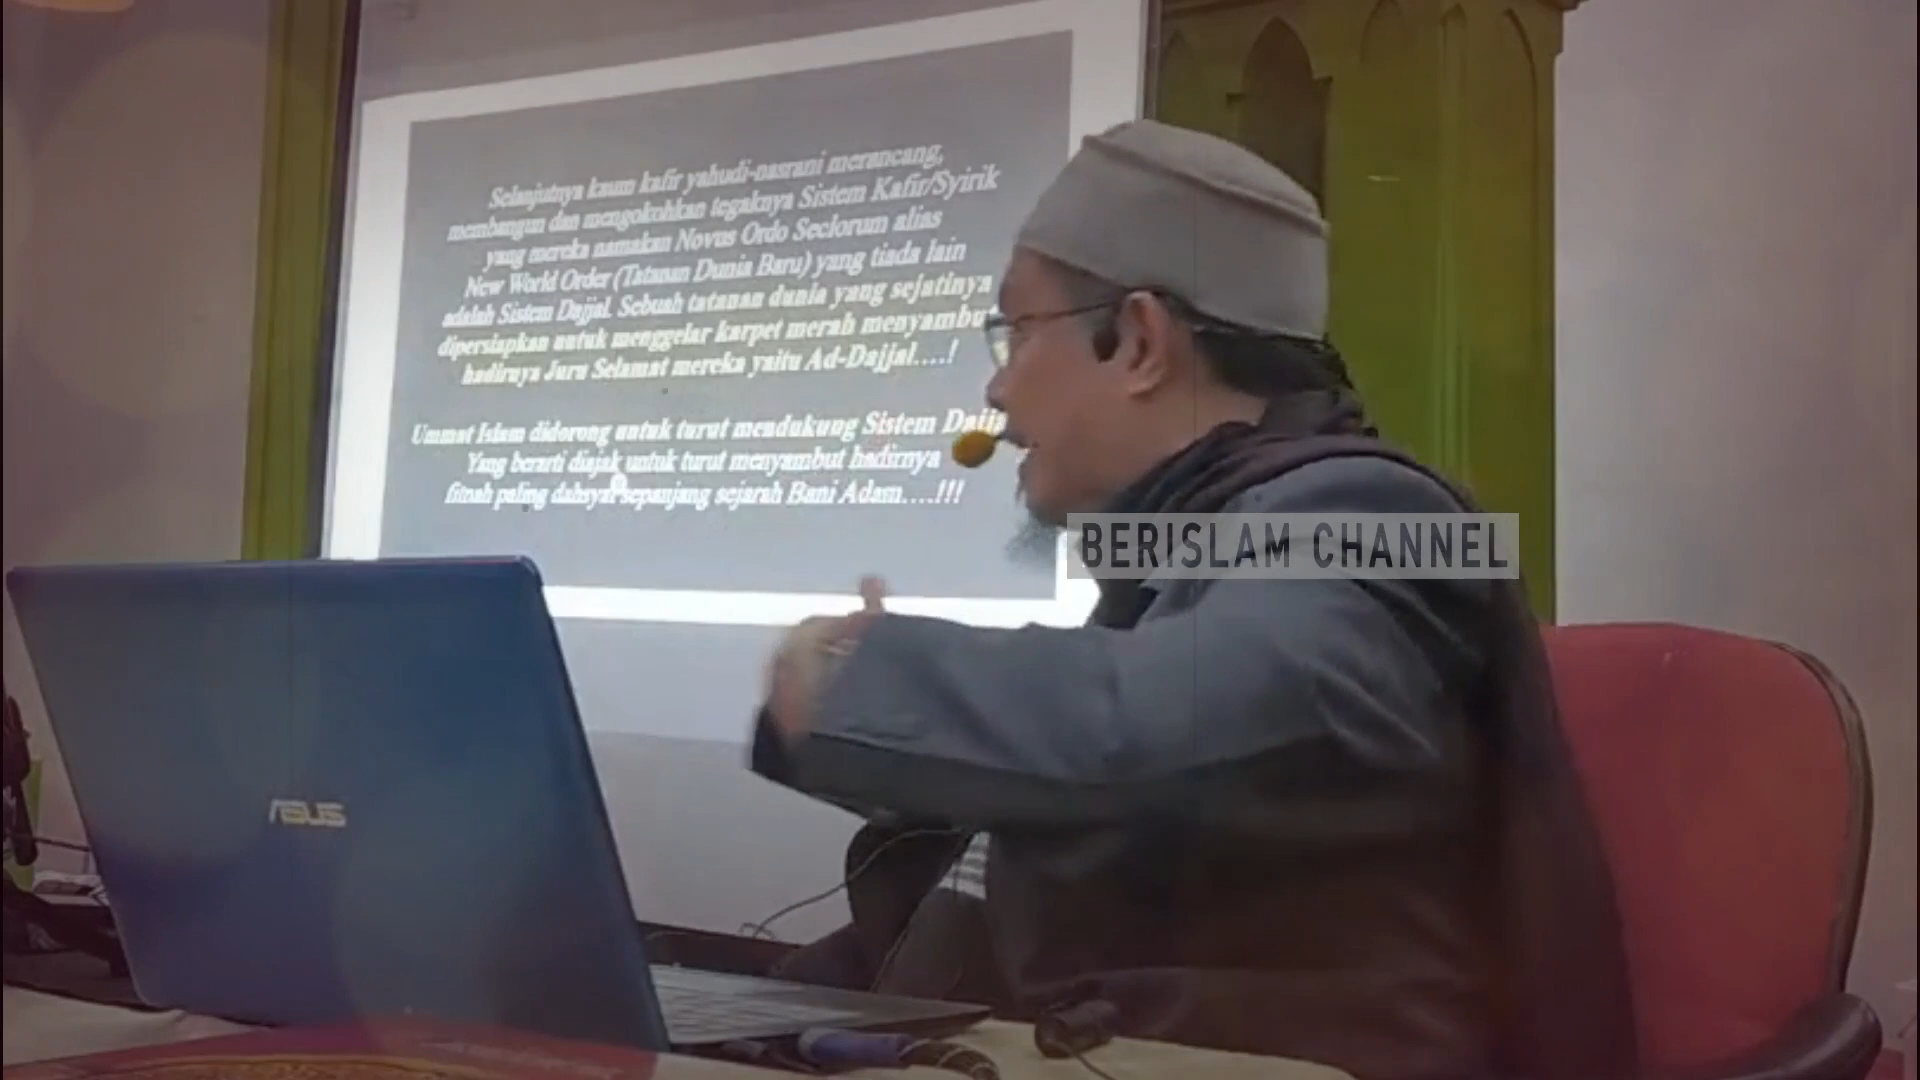 Selanjutnya kaum kafir yahudi-nasrani merancang,
membangun dan mengokohkan tegaknya Sistem Kafir/Syirik
yang mereka namakan Novus Ordo Seclorum alias
New World Order (Tatanan Dunia Baru) yang tiada lain
adalah Sistem Dajjal. Sebuah tatanan dunia yang sejatinya
dipersiapkan untuk menggelar karpet merah menyambut
hadirnya Juru Selamat mereka yaitu Ad-Dajjal....!
Ummat Islam didorong untuk turut mendukung Sistem Dajja
Yang berarti diajak untuk turut menyambut hadirnya
fitnah paling dahsyat sepanjang sejarah Bani Adam....!!!
BERISLAM CHANNEL
ASUS